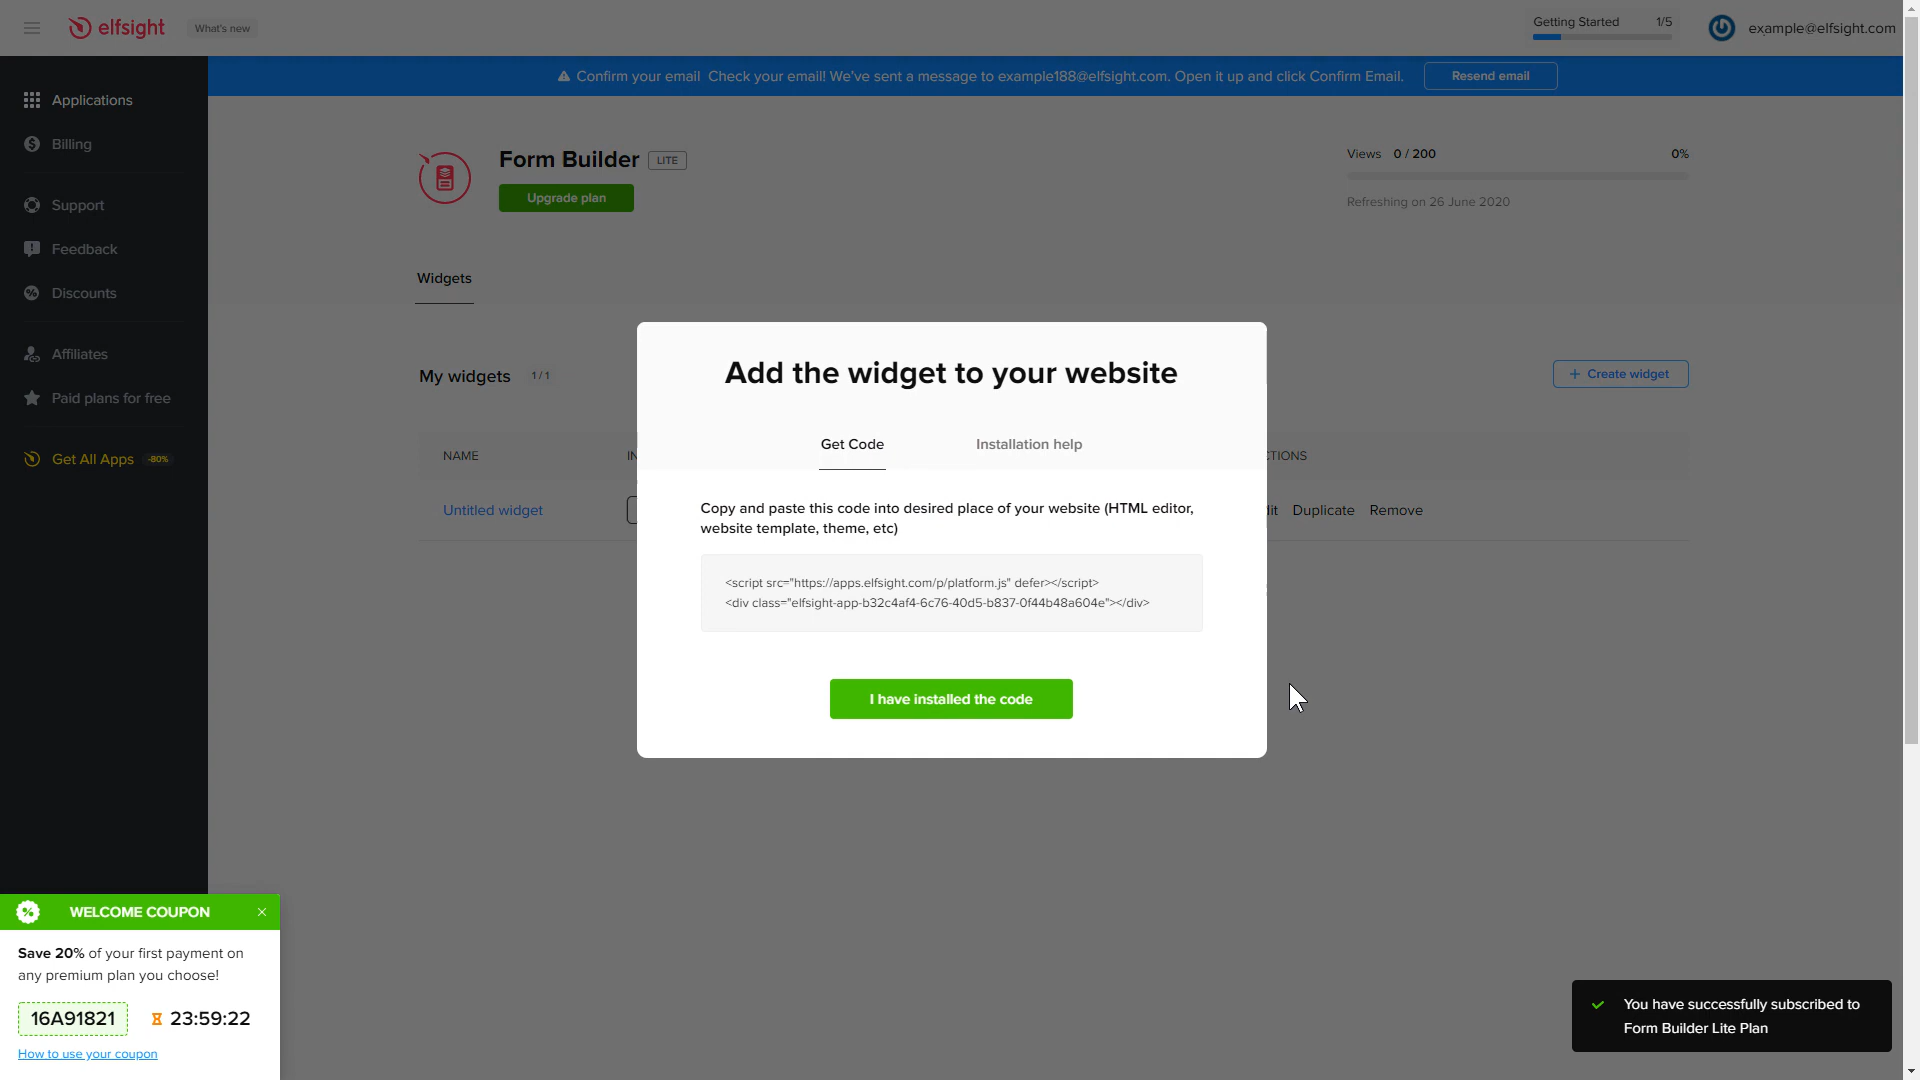 elfsight
What's new
Getting Started 1/5
example@elfsight.com
Confirm your email Check your email! We've sent a message to example188@elfsight.com. Open it up and click Confirm Email.
Resend email
Applications
Billing
Support
Feedback
Discounts
Affiliates
Paid plans for free
Get All Apps -80%
Form Builder LITE
Upgrade plan
Views 0 / 200 0%
Refreshing on 26 June 2020
Widgets
My widgets 1 / 1
+ Create widget
NAME IN CTIONS
Untitled widget dit Duplicate Remove
Add the widget to your website
Get Code Installation help
Copy and paste this code into desired place of your website (HTML editor,
website template, theme, etc)
<script src="https://apps.elfsight.com/p/platform.js" defer></script>
<div class="elfsight-app-b32c4af4-6c76-40d5-b837-0f44b48a604e"></div>
I have installed the code
WELCOME COUPON
Save 20% of your first payment on
any premium plan you choose!
16A91821 23:59:22
How to use your coupon
You have successfully subscribed to
Form Builder Lite Plan